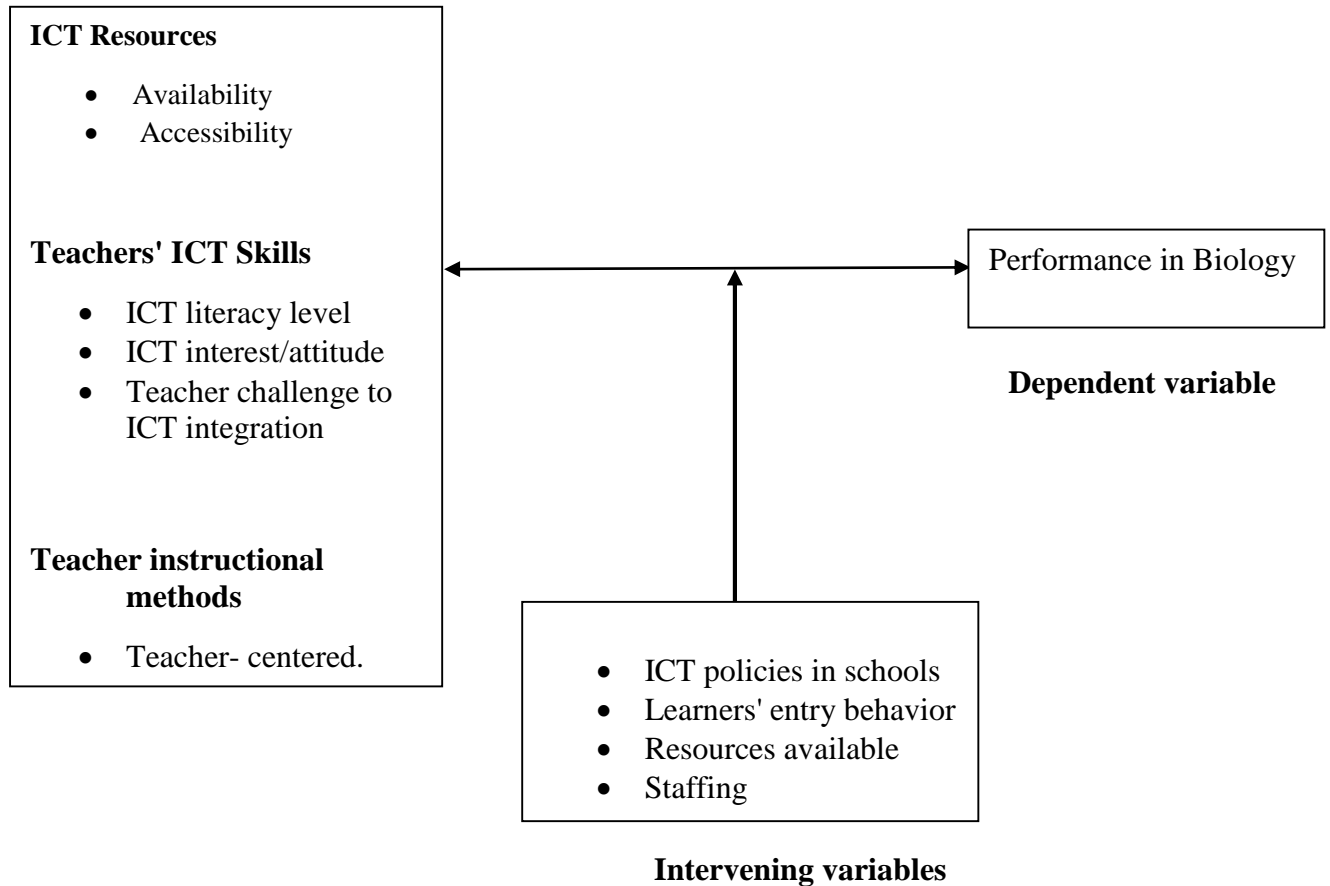 ICT Resources
• Availability
• Accessibility
Teachers' ICT Skills
• ICT literacy level
• ICT interest/attitude
• Teacher challenge to
ICT integration
Teacher instructional
methods
• Teacher- centered.
Performance in Biology
Dependent variable
• ICT policies in schools
• Learners' entry behavior
• Resources available
• Staffing
Intervening variables